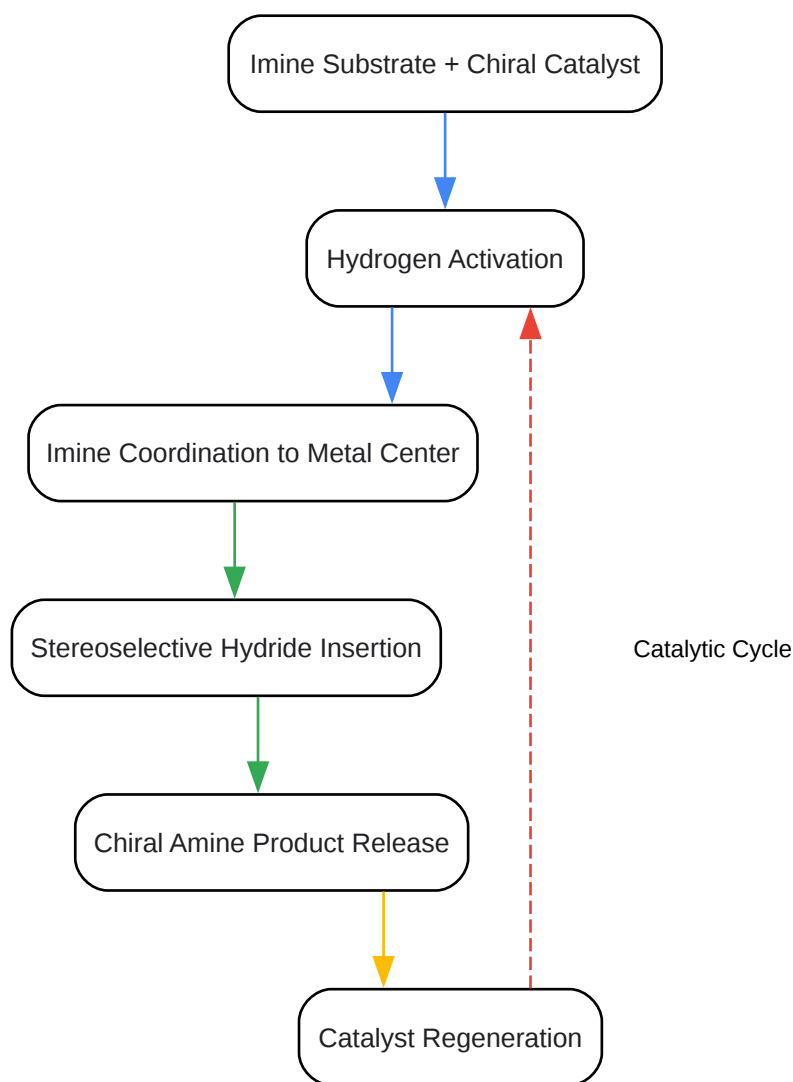 Imine Substrate + Chiral Catalyst
Hydrogen Activation
Imine Coordination to Metal Center
Stereoselective Hydride Insertion
Catalytic Cycle
Chiral Amine Product Release
Catalyst Regeneration